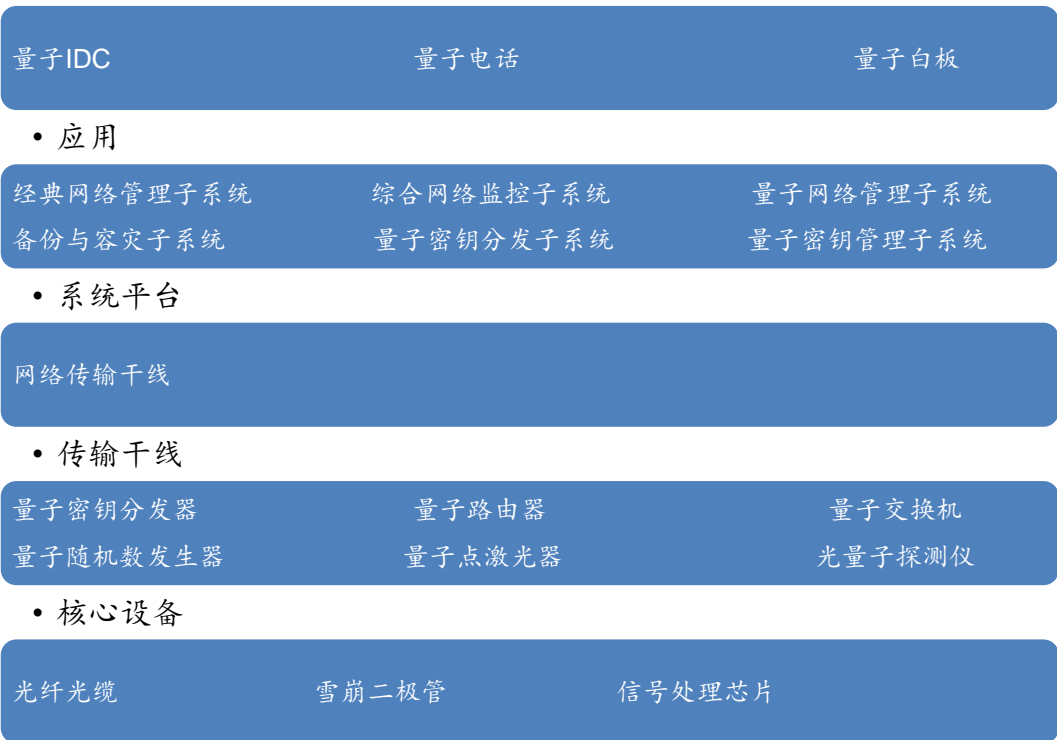 量子IDC 量子电话 量子白板
• 应用
经典网络管理子系统 综合网络监控子系统 量子网络管理子系统
备份与容灾子系统 量子密钥分发子系统 量子密钥管理子系统
• 系统平台
网络传输干线
• 传输干线
量子密钥分发器 量子路由器 量子交换机
量子随机数发生器 量子点激光器 光量子探测仪
• 核心设备
光纤光缆 雪崩二极管 信号处理芯片